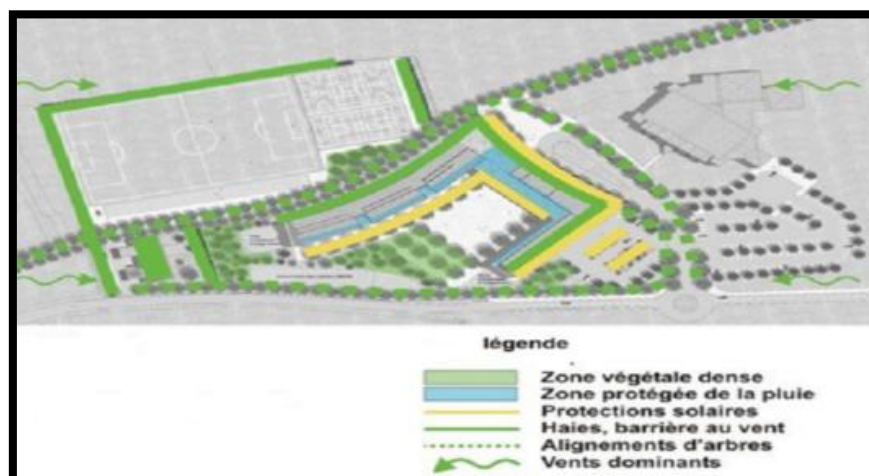 légende
Zone végétale dense
Zone protégée de la pluie
Protections solaires
Haies, barrière au vent
Alignements d'arbres
Vents dominants